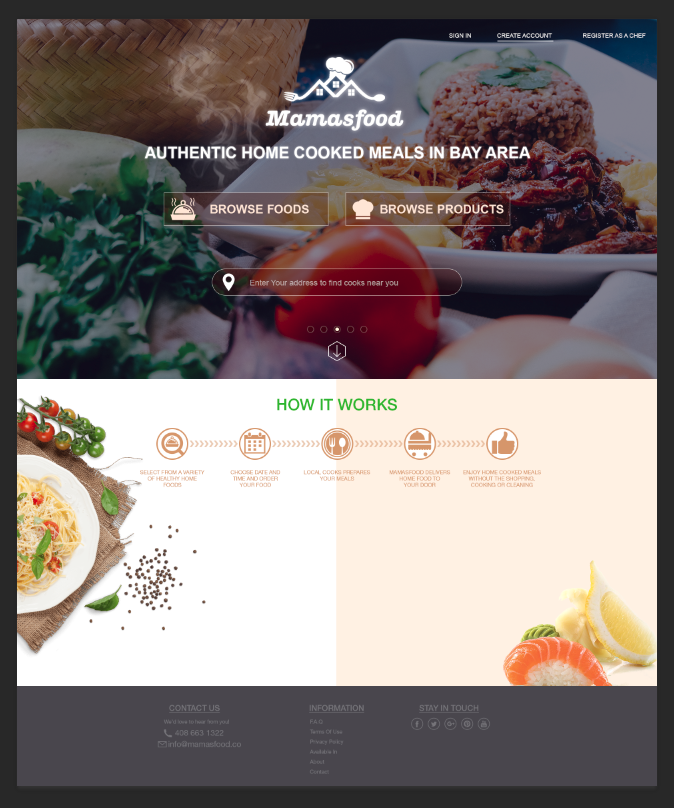 SIGN IN
CREATE ACCOUNT
REGISTER AS A CHEF
Mamasfood
AUTHENTIC HOME COOKED MEALS IN BAY AREA
BROWSE FOODS
BROWSE PRODUCTS
Enter Your address to find cooks near you
HOW IT WORKS
SELECT FROM A VARIETY
OF HEALTHY HOME
FOODS
CHOOSE DATE AND
TIME AND ORDER
YOUR FOOD
LOCAL COOKS PREPARES
YOUR MEALS
MAMASFOOD DELIVERS
HOME FOOD TO
YOUR DOOR
ENJOY HOME COOKED MEALS
WITHOUT THE SHOPPING,
COOKING OR CLEANING
CONTACT US
We'd love to hear from you!
408 663 1322
info@mamasfood.co
INFORMATION
F.A.Q
Terms Of Use
Privacy Policy
Available In
About
Contact
STAY IN TOUCH